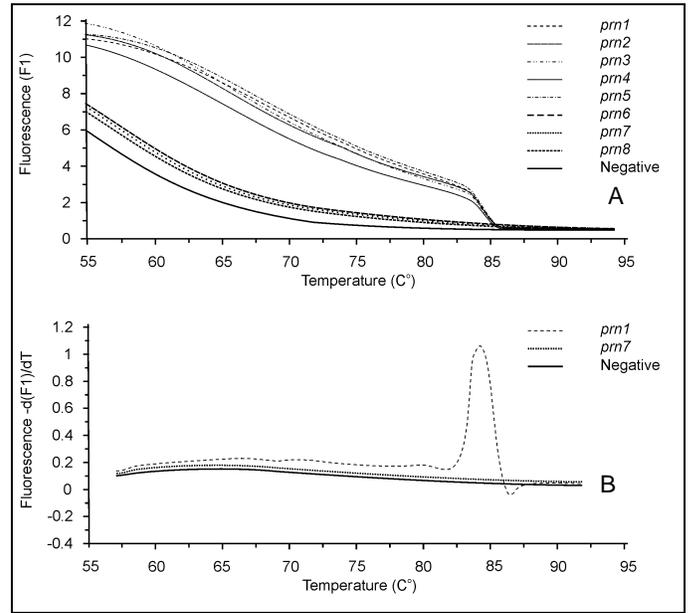 12
10
8
6
4
2
0
Fluorescence (F1)
55 60 65 70 75 80 85 90 95
Temperature (C°)
prn1
prn2
prn3
prn4
prn5
prn6
prn7
prn8
Negative
A
1.2
1
0.8
0.6
0.4
0.2
0
-0.2
-0.4
Fluorescence -d(F1)/dT
55 60 65 70 75 80 85 90 95
Temperature (C°)
prn1
prn7
Negative
B